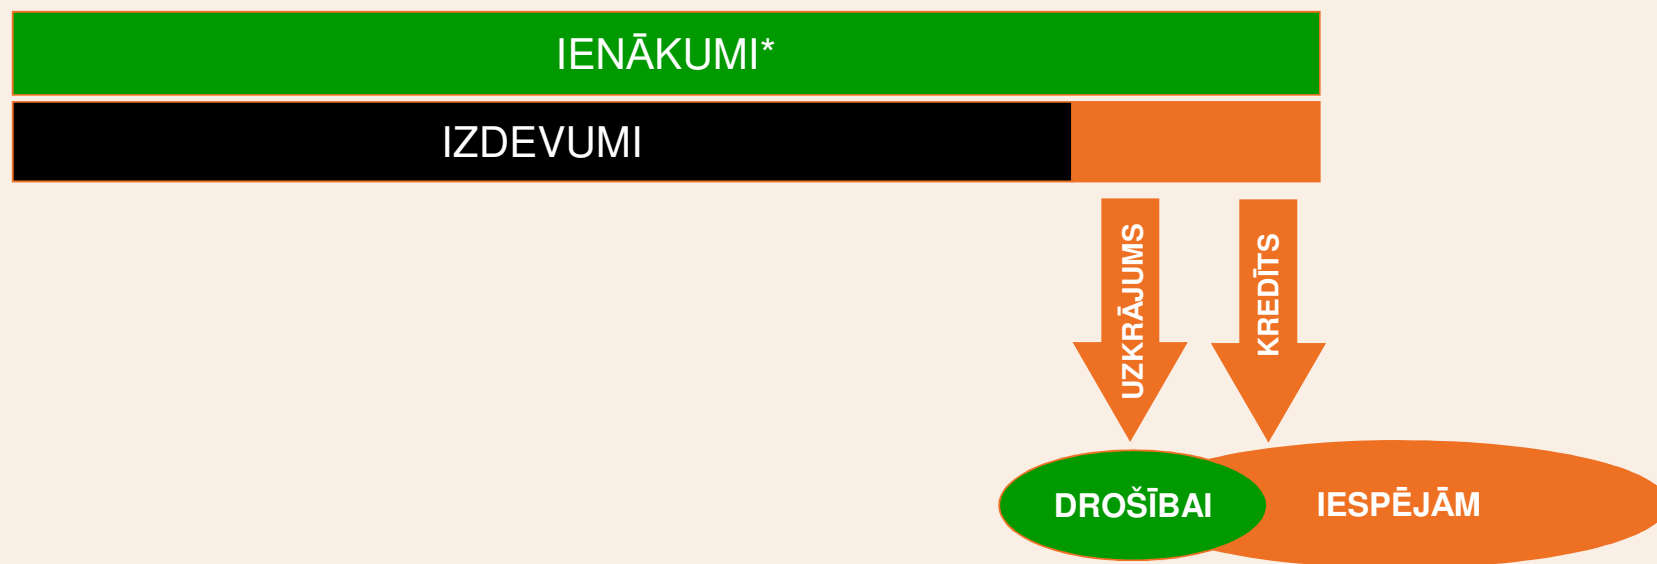 IENĀKUMI*
IZDEVUMI
UZKRĀJUMS
KREDĪTS
DROŠĪBAI
IESPĒJĀM